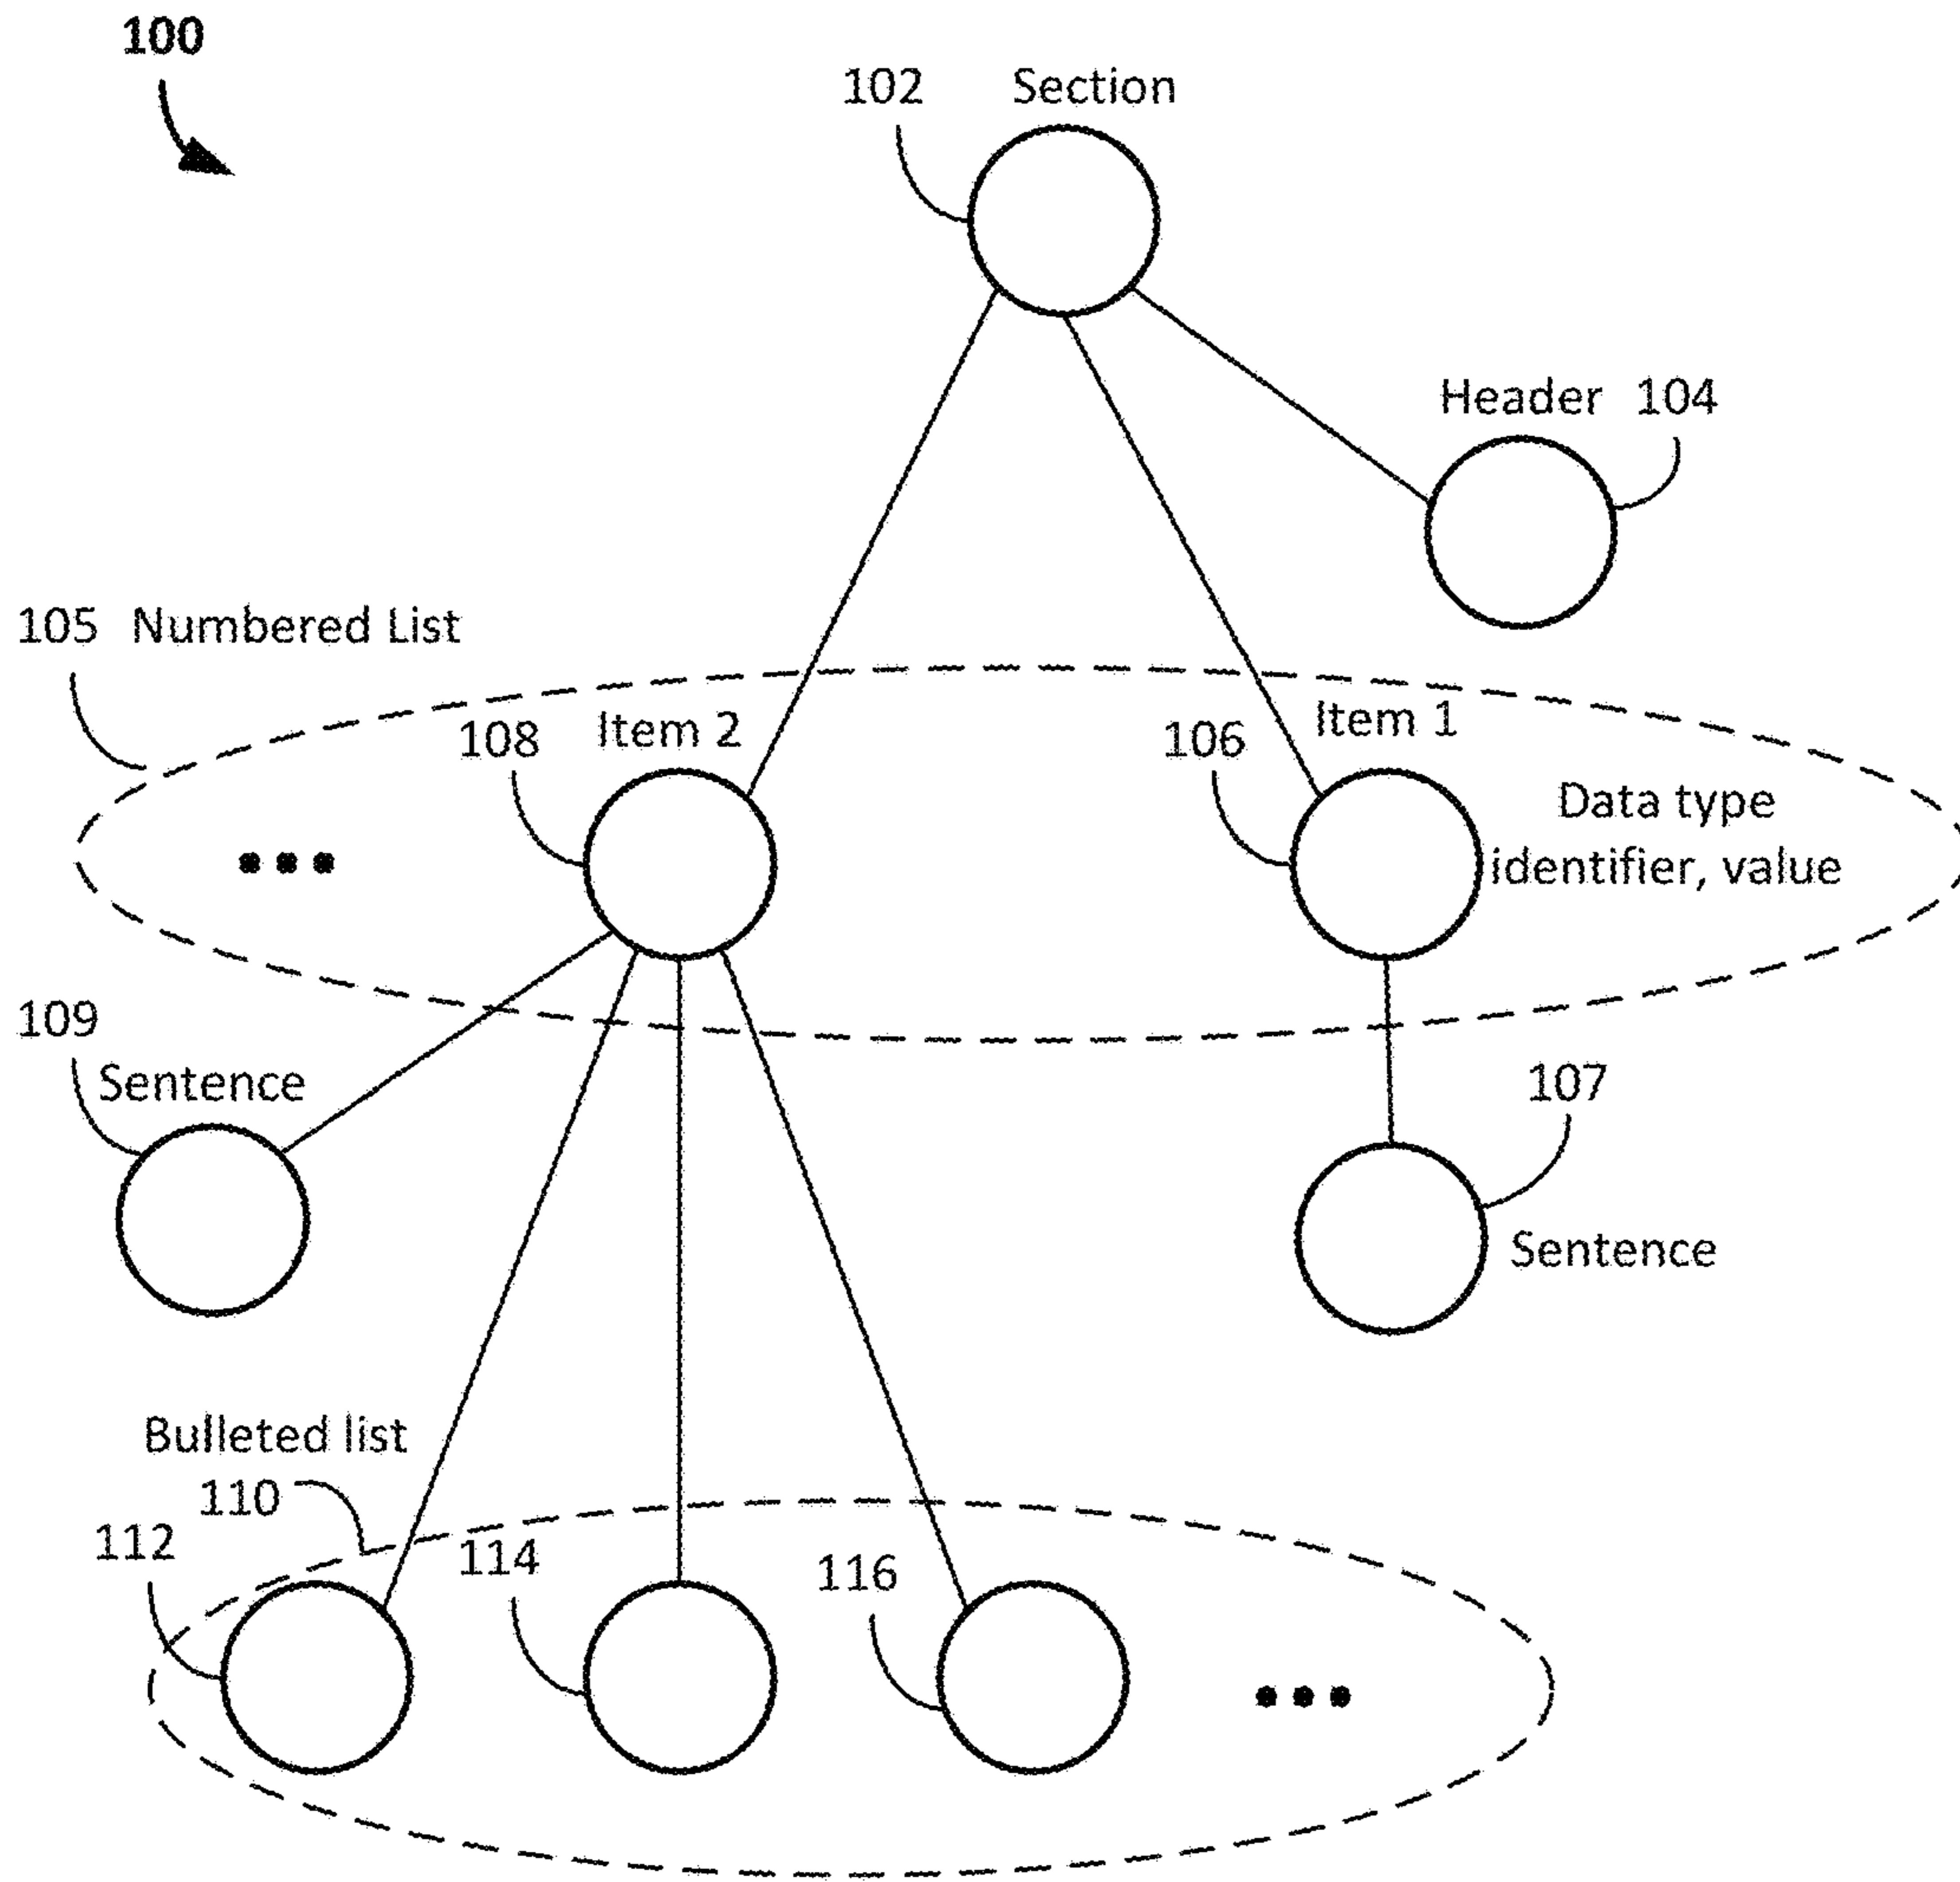 100
102 Section
Header 104
105 Numbered List
108 Item 2
106 Item 1
Data type
identifier, value
109
Sentence
107
Sentence
Bulleted list
110
112
114
116